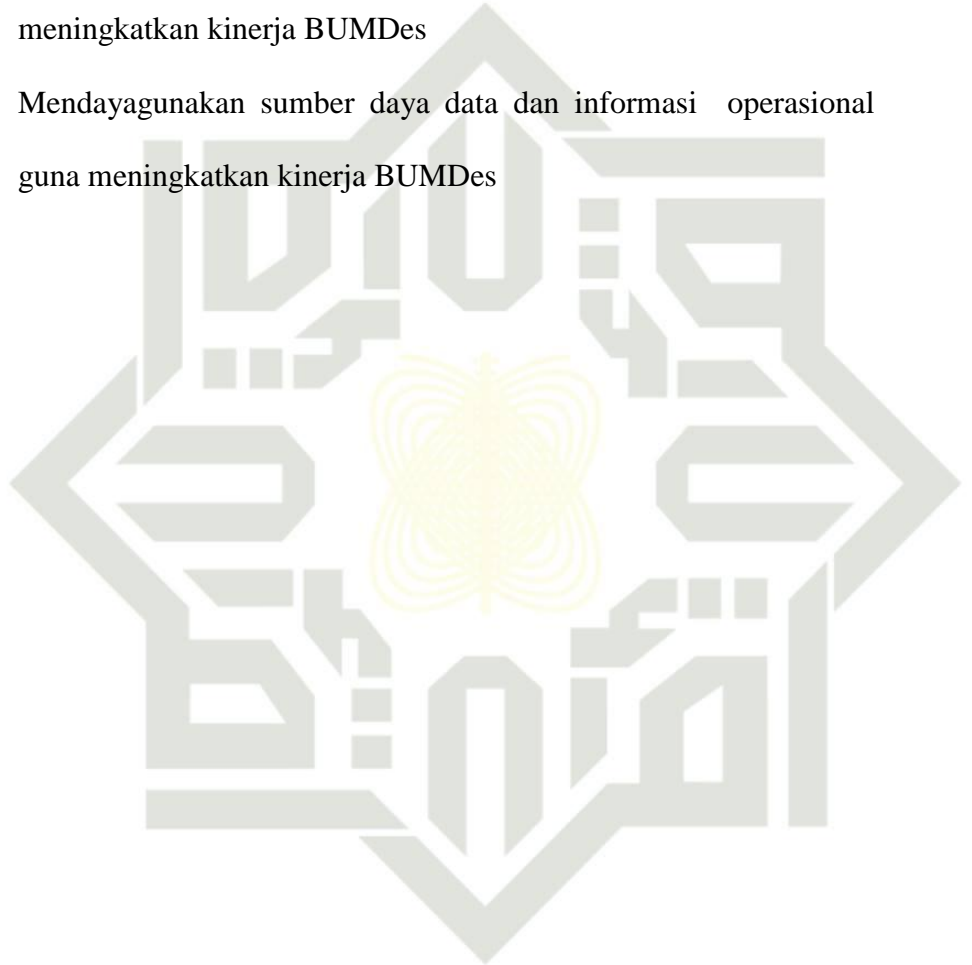 meningkatkan kinerja BUMDes
Mendayagunakan sumber daya data dan informasi operasional
guna meningkatkan kinerja BUMDes